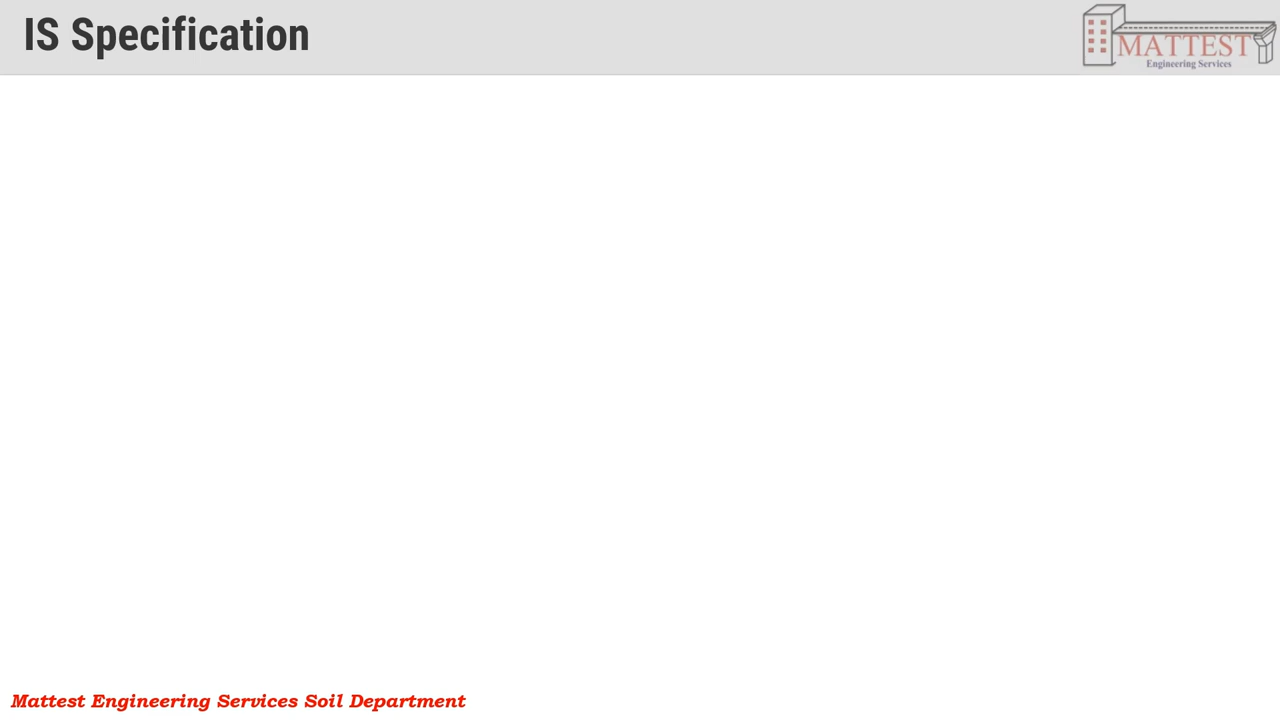 IS Specification
MATTEST
Engineering Services
Mattest Engineering Services Soil Department